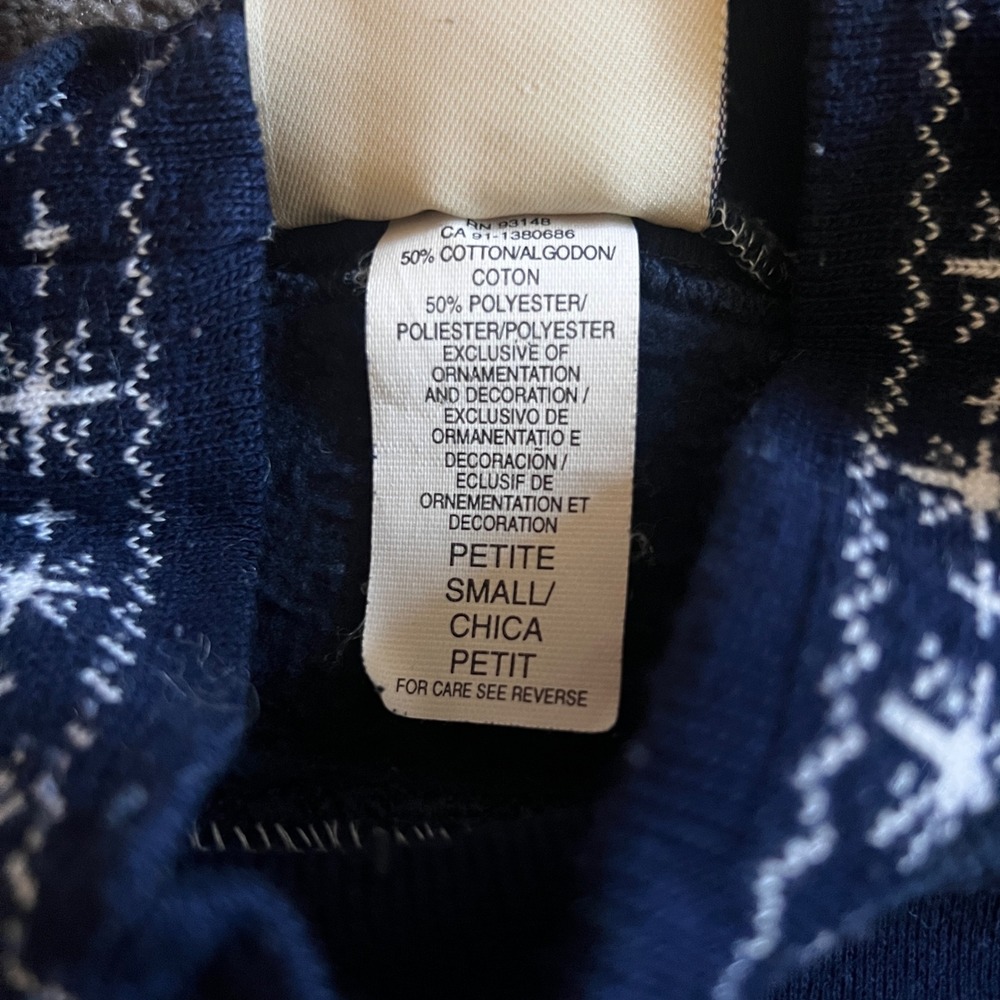 RN 93148
CA 91-1380686
50% COTTON/ALGODON/
COTON
50% POLYESTER/
POLIESTER/POLYESTER
EXCLUSIVE OF
ORNAMENTATION
AND DECORATION /
EXCLUSIVO DE
ORMANENTATIO E
DECORACIÖN /
ECLUSIF DE
ORNEMENTATION ET
DECORATION
PETITE
SMALL/
CHICA
PETIT
FOR CARE SEE REVERSE